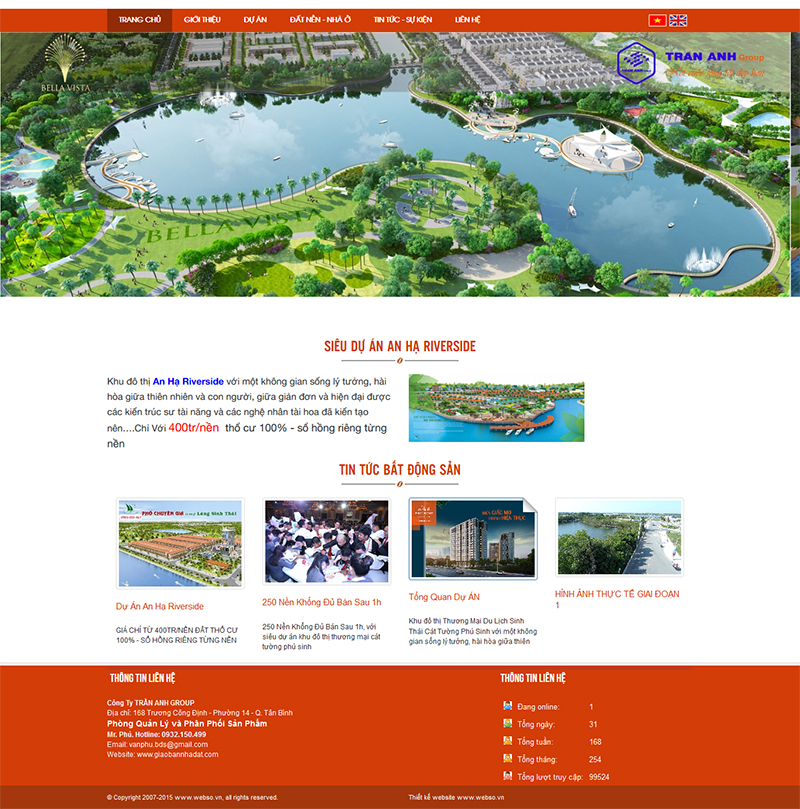 TRANG CHỦ GIỚI THIỆU DỰ ÁN ĐẤT NỀN - NHÀ Ở TIN TỨC - SỰ KIỆN LIÊN HỆ
BELLA VISTA
TRAN ANH Group
BELLA VISTA
SIÊU DỰ ÁN AN HẠ RIVERSIDE
Khu đô thị An Hạ Riverside với một không gian sống lý tưởng, hài
hòa giữa thiên nhiên và con người, giữa giản đơn và hiện đại được
các kiến trúc sư tài năng và các nghệ nhân tài hoa đã kiến tạo
nên....Chỉ Với 400tr/nền thổ cư 100% - sổ hồng riêng từng
nền
TIN TỨC BẤT ĐỘNG SẢN
PHỐ CHUYÊN GIA Làng Sinh Thái
Dự Án An Hạ Riverside
GIÁ CHỈ TỪ 400TR/NỀN ĐẤT THỔ CƯ
100% - SỔ HỒNG RIÊNG TỪNG NỀN
250 Nền Không Đủ Bán Sau 1h
250 Nền Không Đủ Bán Sau 1h, với
siêu dự án khu đô thị thương mại cát
tường phú sinh
Tổng Quan Dự ÁN
Khu đô thị Thương Mại Du Lịch Sinh
Thái Cát Tường Phú Sinh với một không
gian sống lý tưởng, hài hòa giữa thiên
HÌNH ẢNH THỰC TẾ GIAI ĐOẠN
1
THÔNG TIN LIÊN HỆ
Công Ty TRẦN ANH GROUP
Địa chỉ: 168 Trương Công Định - Phường 14 - Q. Tân Bình
Phòng Quản Lý và Phân Phối Sản Phẩm
Mr. Phú. Hotline: 0932.150.499
Email: vanphu.bds@gmail.com
Website: www.giaobannhadat.com
THÔNG TIN LIÊN HỆ
Đang online: 1
Tổng ngày: 31
Tổng tuần: 168
Tổng tháng: 254
Tổng lượt truy cập: 99524
© Copyright 2007-2015 www.webso.vn, all rights reserved. Thiết kế website www.webso.vn